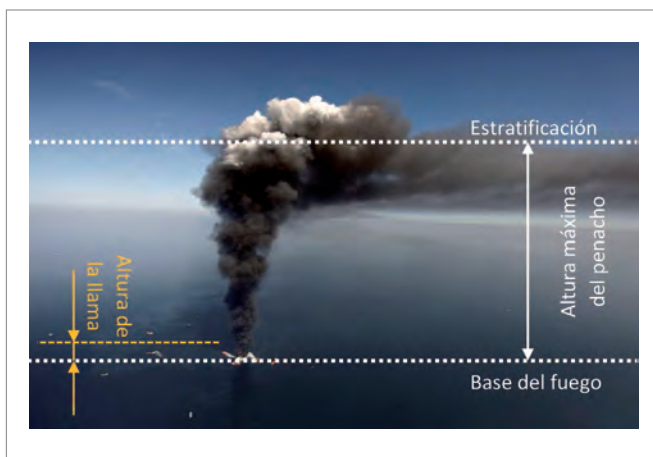 Estratificación
Altura máxima
del penacho
Altura de
la llama
Base del fuego